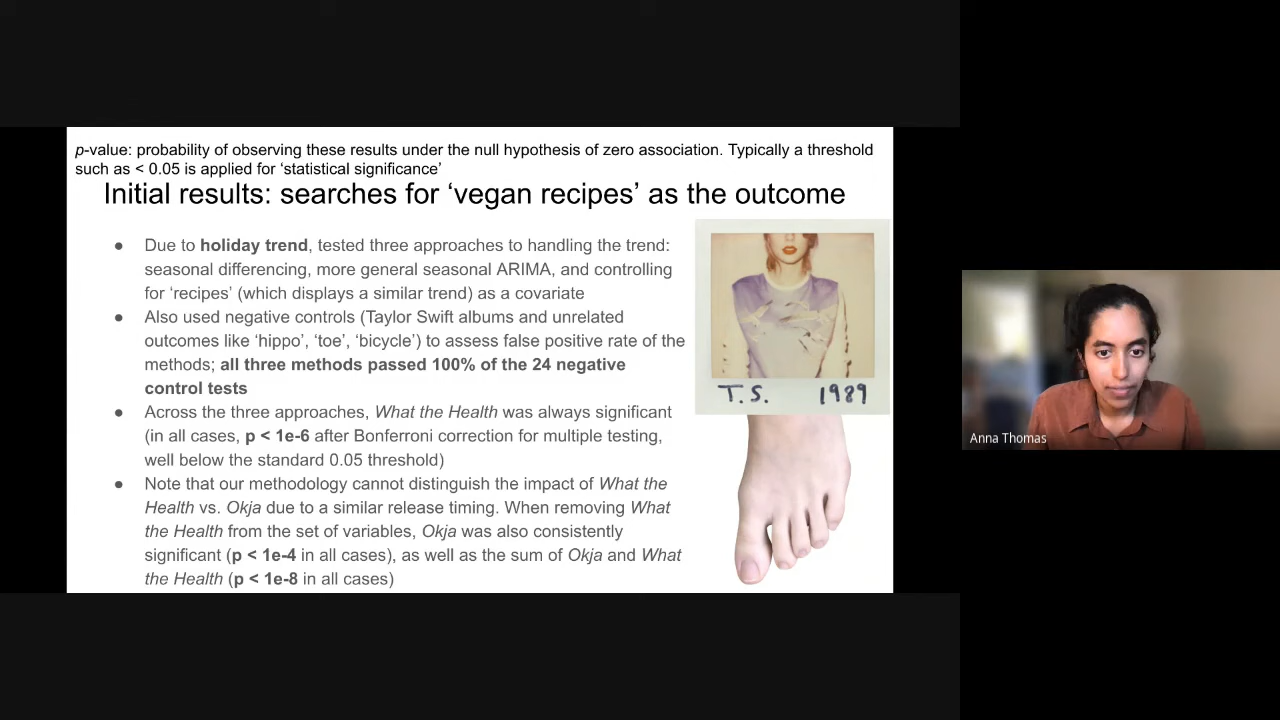 p-value: probability of observing these results under the null hypothesis of zero association. Typically a threshold
such as < 0.05 is applied for ‘statistical significance’
Initial results: searches for ‘vegan recipes’ as the outcome
● Due to holiday trend, tested three approaches to handling the trend:
seasonal differencing, more general seasonal ARIMA, and controlling
for ‘recipes’ (which displays a similar trend) as a covariate
● Also used negative controls (Taylor Swift albums and unrelated
outcomes like ‘hippo’, ‘toe’, ‘bicycle’) to assess false positive rate of the
methods; all three methods passed 100% of the 24 negative
control tests
● Across the three approaches, What the Health was always significant
(in all cases, p < 1e-6 after Bonferroni correction for multiple testing,
well below the standard 0.05 threshold)
● Note that our methodology cannot distinguish the impact of What the
Health vs. Okja due to a similar release timing. When removing What
the Health from the set of variables, Okja was also consistently
significant (p < 1e-4 in all cases), as well as the sum of Okja and What
the Health (p < 1e-8 in all cases)
T.S. 1989
Anna Thomas